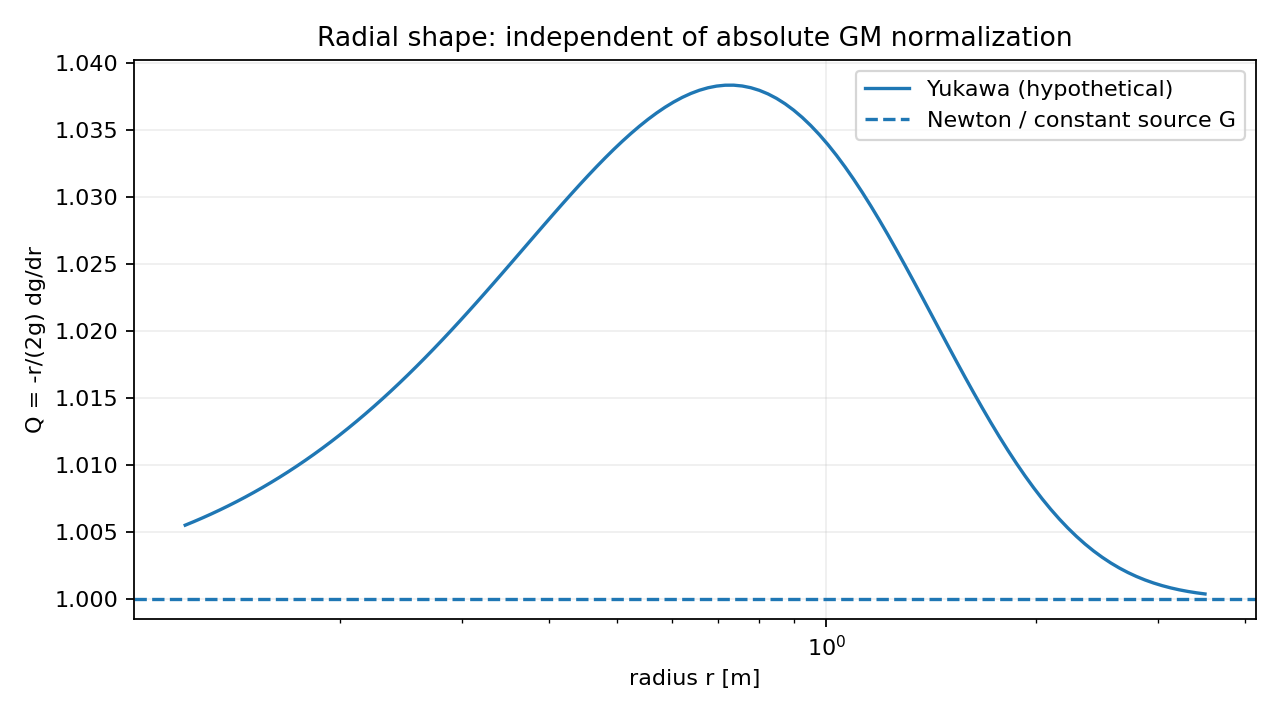 Radial shape: independent of absolute GM normalization
Yukawa (hypothetical)
Newton / constant source G
Q = -r/(2g) dg/dr
1.040
1.035
1.030
1.025
1.020
1.015
1.010
1.005
1.000
10⁰
radius r [m]